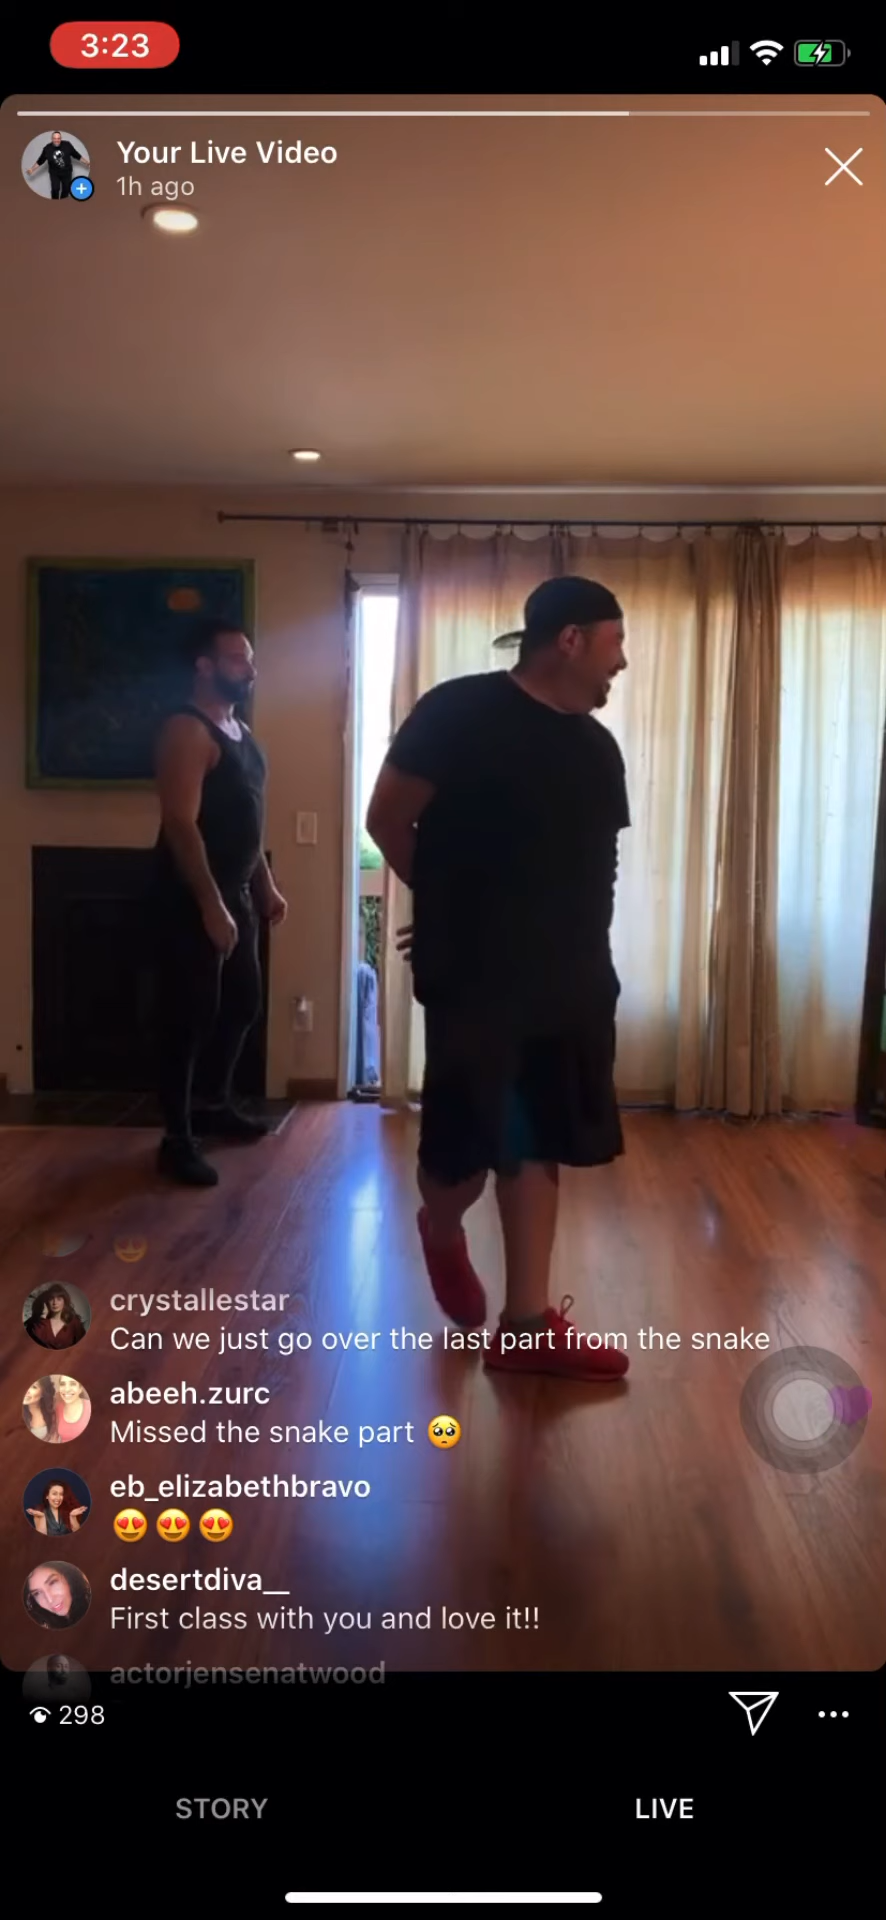 3:23
Your Live Video
1h ago
crystallestar
Can we just go over the last part from the snake
abeeh.zurc
Missed the snake part 🥺
eb_elizabethbravo
😍😍😍
desertdiva__
First class with you and love it!!
actorjensenatwood
298
STORY
LIVE